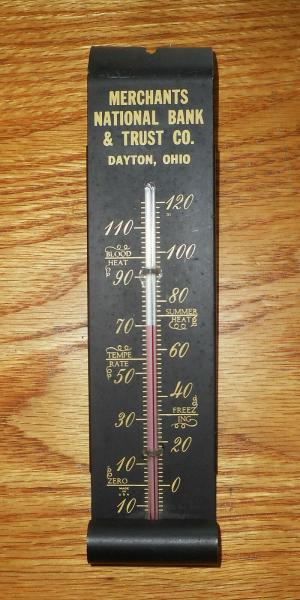 MERCHANTS
NATIONAL BANK
& TRUST CO.
DAYTON, OHIO
120
110
BLOOD
HEAT
100
90
80
SUMMER
HEAT
70
60
TEMPE
RATE
50
40
30
FREEZ
ING
20
10
ZERO
0
10